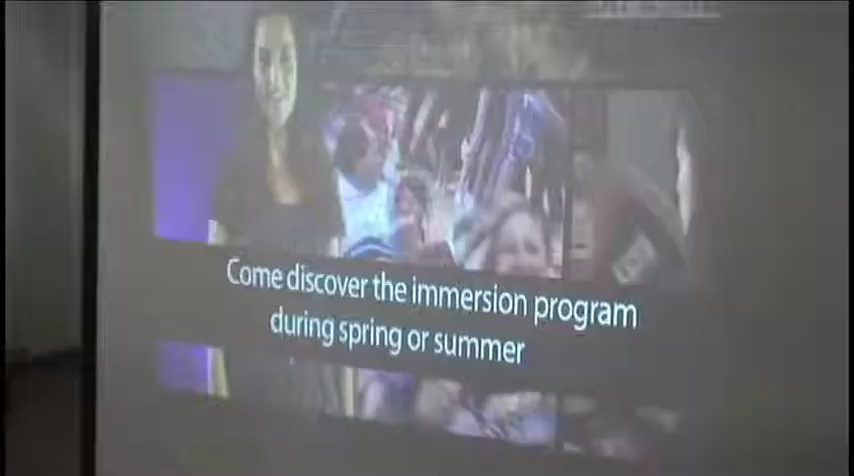 Come discover the immersion program
during spring or summer